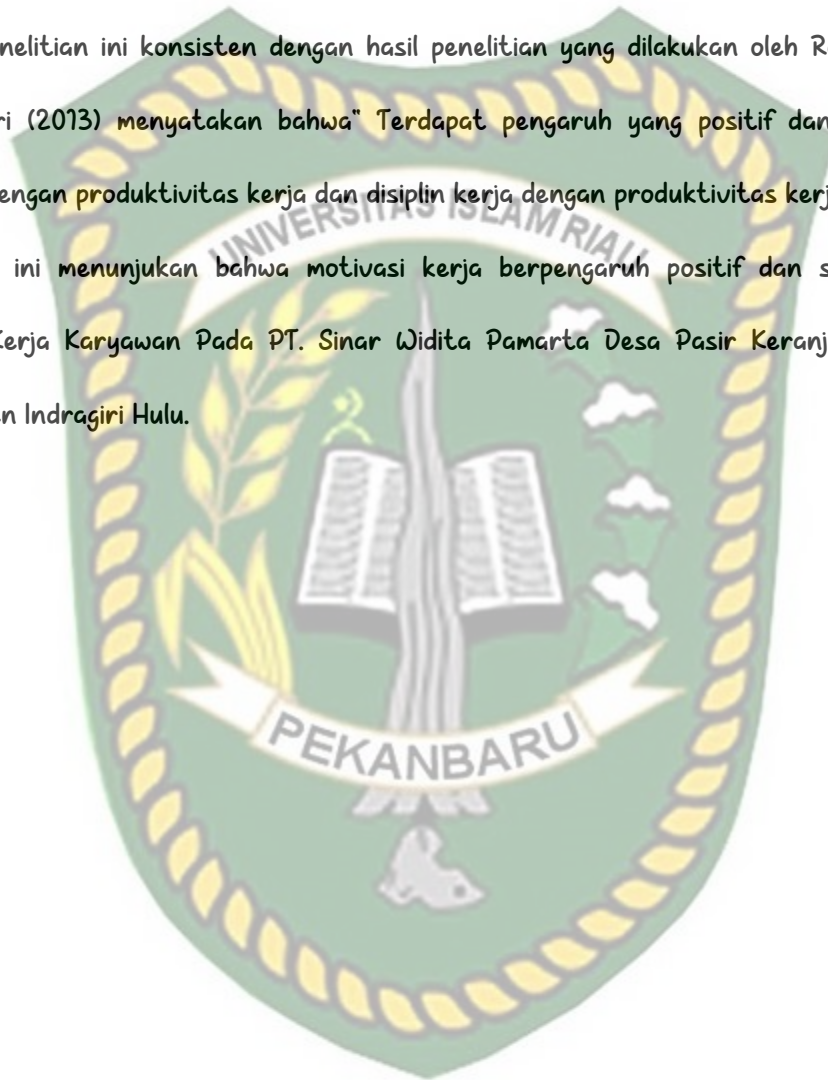 nelitian ini konsisten dengan hasil penelitian yang dilakukan oleh R
ri (2013) menyatakan bahwa" Terdapat pengaruh yang positif dan
engan produktivitas kerja dan disiplin kerja dengan produktivitas kerj
UNIVERSITAS ISLAM RIAU
ini menunjukan bahwa motivasi kerja berpengaruh positif dan s
Kerja Karyawan Pada PT. Sinar Widita Pamarta Desa Pasir Keranj
en Indragiri Hulu.
PEKANBARU